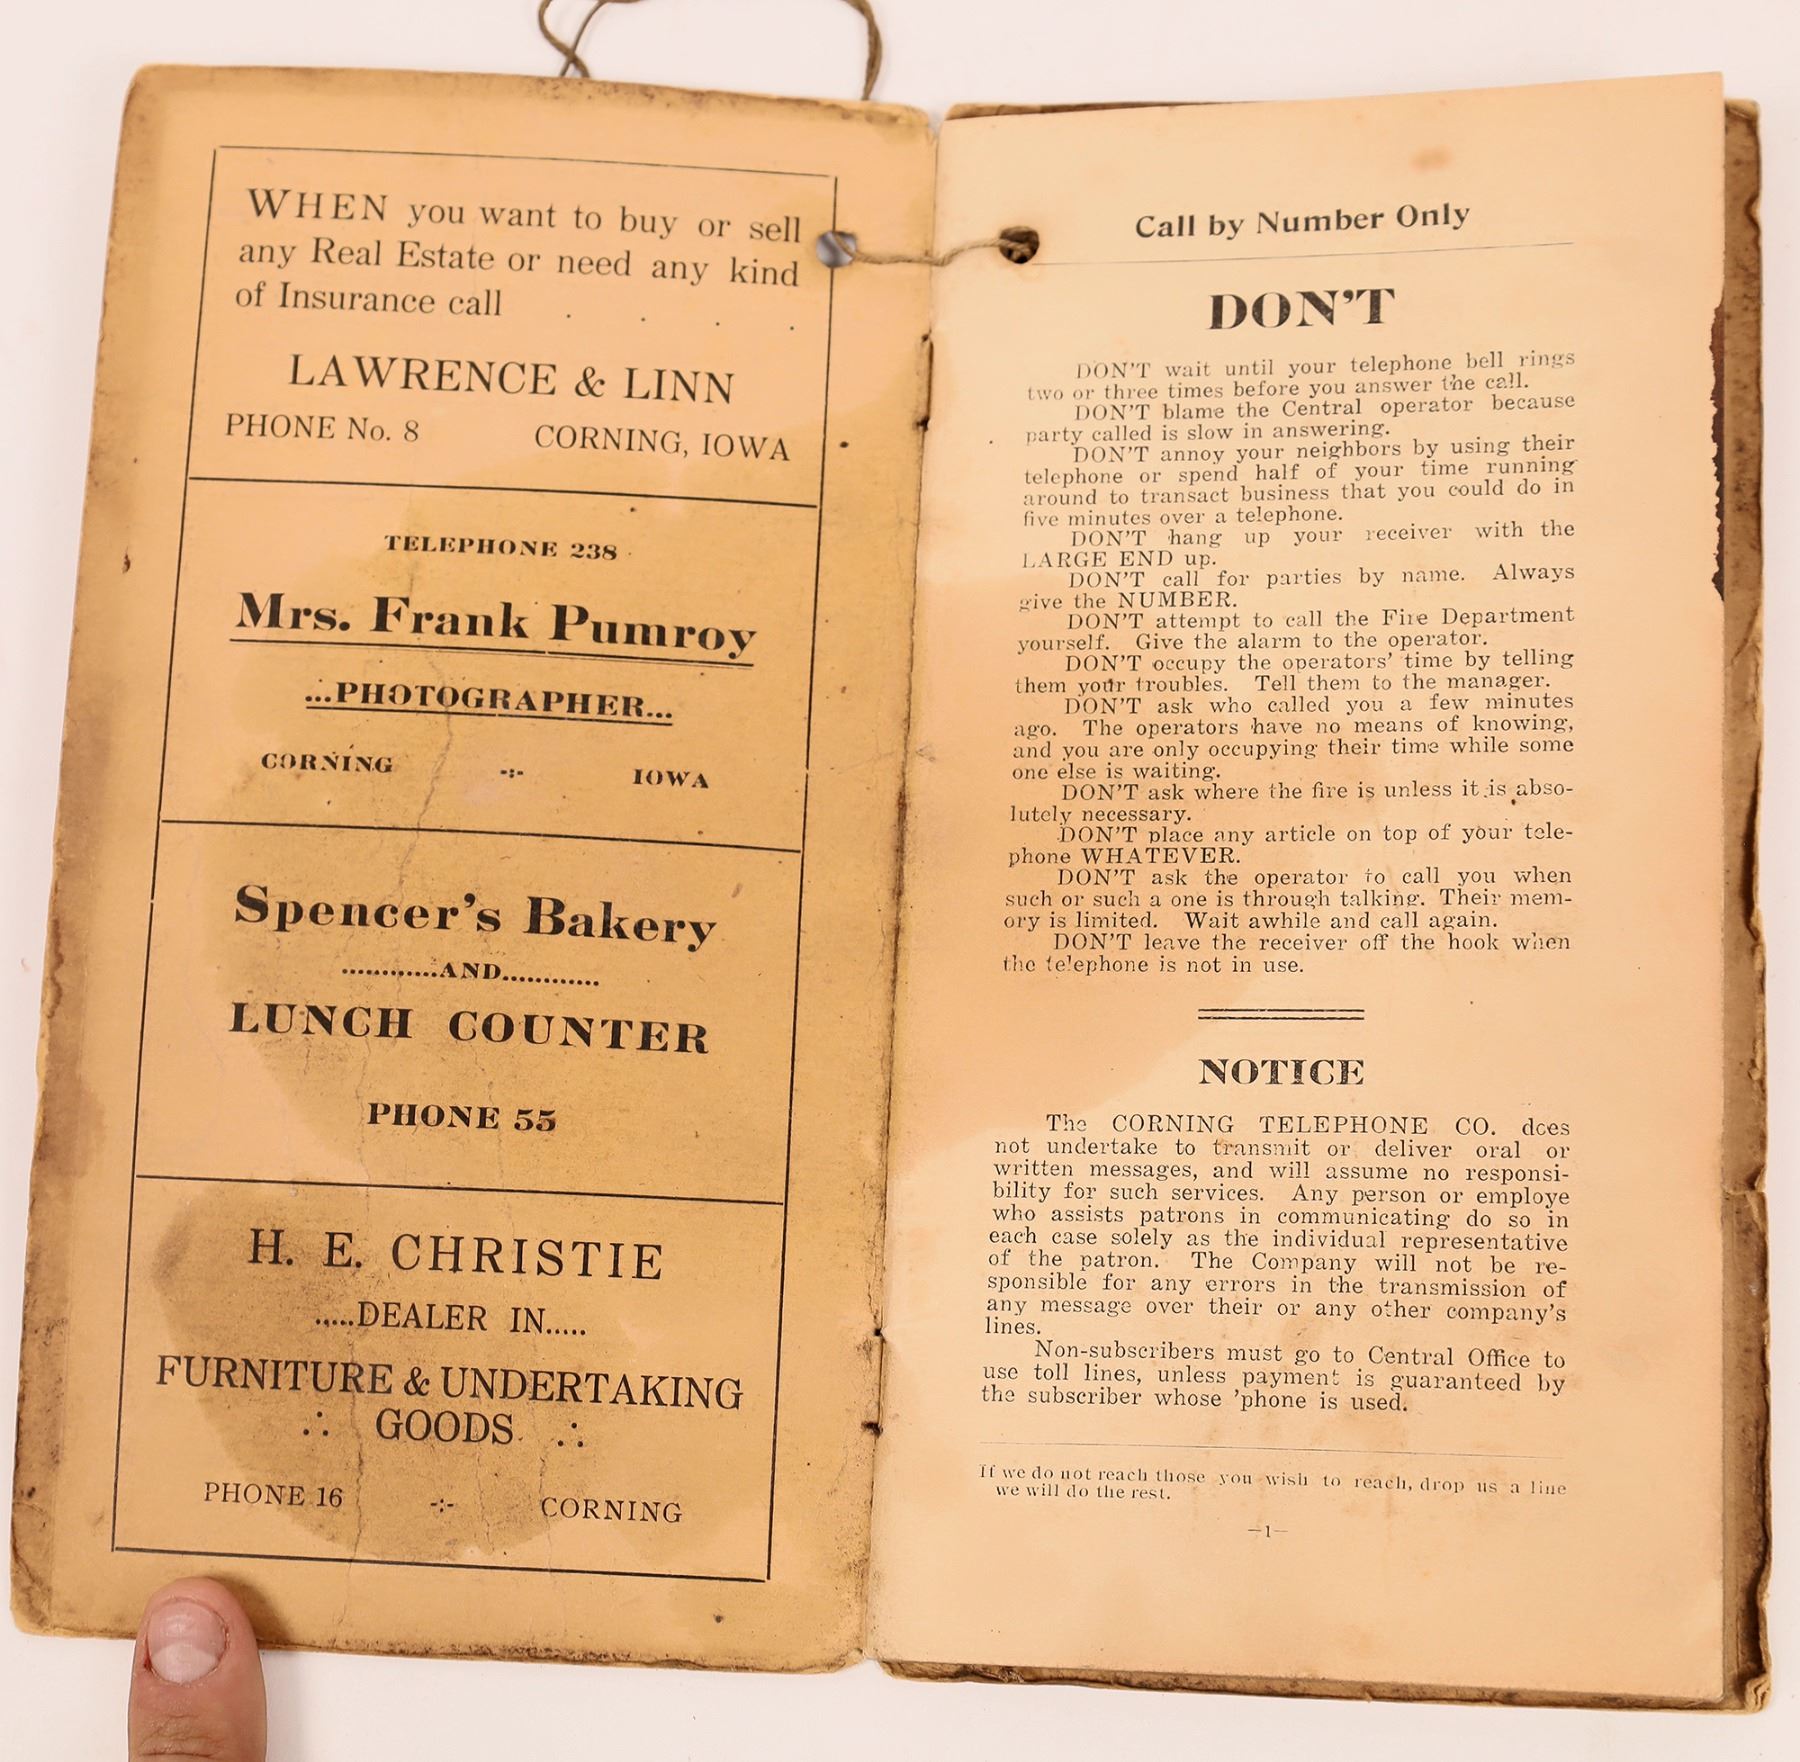 WHEN you want to buy or sell
any Real Estate or need any kind
of Insurance call . . . .
LAWRENCE & LINN
PHONE No. 8 CORNING, IOWA
TELEPHONE 238
Mrs. Frank Pumroy
...PHOTOGRAPHER...
CORNING -:- IOWA
Spencer's Bakery
............AND............
LUNCH COUNTER
PHONE 55
H. E. CHRISTIE
.....DEALER IN.....
FURNITURE & UNDERTAKING
∴ GOODS ∴
PHONE 16 -:- CORNING
Call by Number Only
DON'T
DON'T wait until your telephone bell rings
two or three times before you answer the call.
DON'T blame the Central operator because
party called is slow in answering.
DON'T annoy your neighbors by using their
telephone or spend half of your time running
around to transact business that you could do in
five minutes over a telephone.
DON'T hang up your receiver with the
LARGE END up.
DON'T call for parties by name. Always
give the NUMBER.
DON'T attempt to call the Fire Department
yourself. Give the alarm to the operator.
DON'T occupy the operators' time by telling
them your troubles. Tell them to the manager.
DON'T ask who called you a few minutes
ago. The operators have no means of knowing,
and you are only occupying their time while some
one else is waiting.
DON'T ask where the fire is unless it is abso-
lutely necessary.
DON'T place any article on top of your tele-
phone WHATEVER.
DON'T ask the operator to call you when
such or such a one is through talking. Their mem-
ory is limited. Wait awhile and call again.
DON'T leave the receiver off the hook when
the telephone is not in use.
NOTICE
The CORNING TELEPHONE CO. does
not undertake to transmit or deliver oral or
written messages, and will assume no responsi-
bility for such services. Any person or employe
who assists patrons in communicating do so in
each case solely as the individual representative
of the patron. The Company will not be re-
sponsible for any errors in the transmission of
any message over their or any other company's
lines.
Non-subscribers must go to Central Office to
use toll lines, unless payment is guaranteed by
the subscriber whose 'phone is used.
If we do not reach those you wish to reach, drop us a line
we will do the rest.
—1—